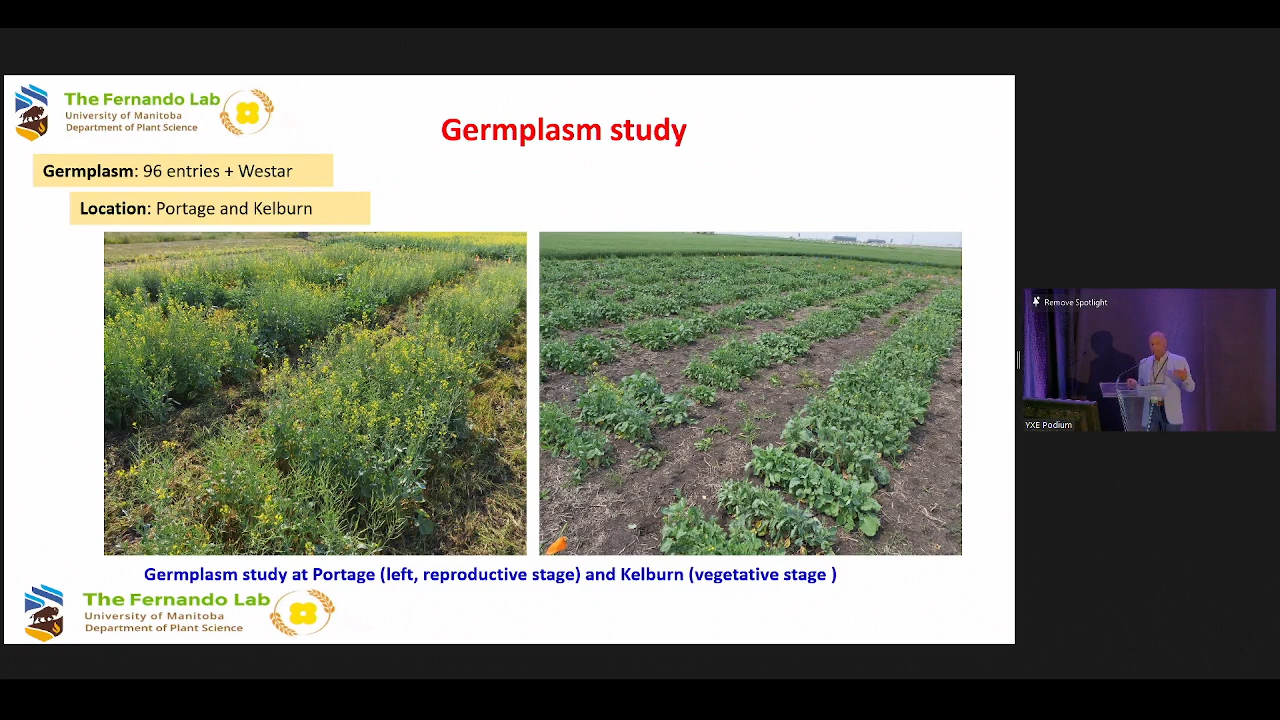 The Fernando Lab
University of Manitoba
Department of Plant Science
Germplasm study
Germplasm: 96 entries + Westar
Location: Portage and Kelburn
Germplasm study at Portage (left, reproductive stage) and Kelburn (vegetative stage )
The Fernando Lab
University of Manitoba
Department of Plant Science
Remove Spotlight
YXE Podium